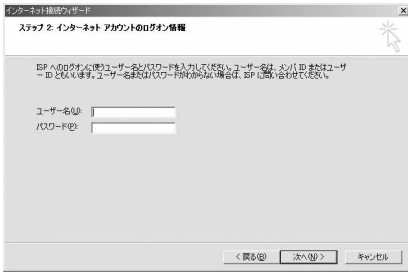 インターネット接続ウィザード
ステップ 2: インターネット アカウントのログオン情報
ISP へのログオンに使うユーザー名とパスワードを入力してください。ユーザー名は、メンバ ID またはユーザ
ー ID ともいいます。ユーザー名またはパスワードがわからない場合は、ISP に問い合わせてください。
ユーザー名(U):
パスワード(P):
< 戻る(B) 次へ(N) > キャンセル